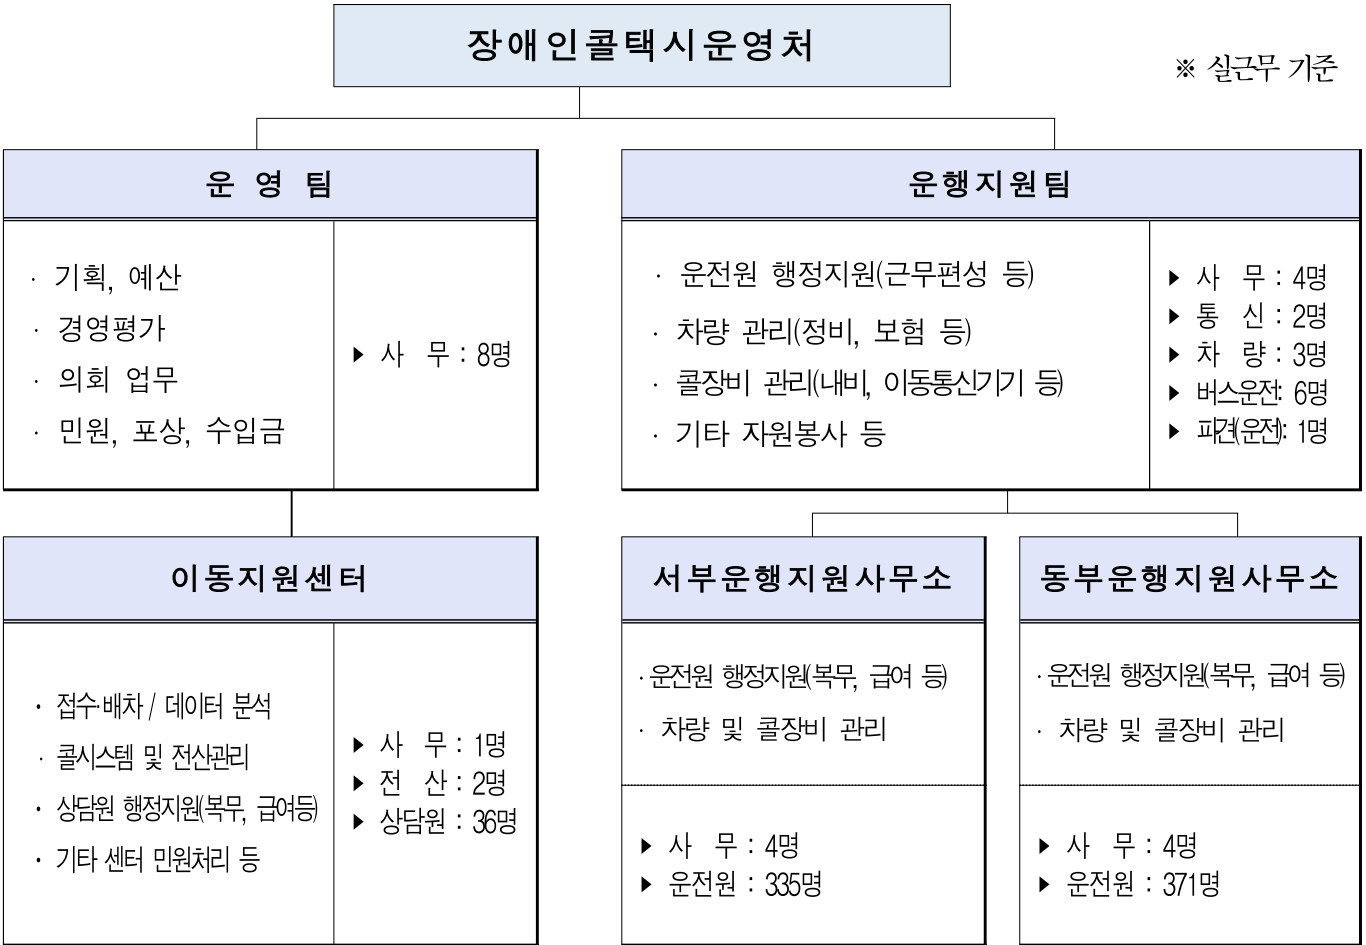 장애인콜택시운영처
※ 실근무 기준
운 영 팀
· 기획, 예산
· 경영평가
· 의회 업무
· 민원, 포상, 수입금
▶ 사 무 : 8명
운행지원팀
· 운전원 행정지원(근무편성 등)
· 차량 관리(정비, 보험 등)
· 콜장비 관리(내비, 이동통신기기 등)
· 기타 자원봉사 등
▶ 사 무 : 4명
▶ 통 신 : 2명
▶ 차 량 : 3명
▶ 버스운전: 6명
▶ 파견(운전): 1명
이동지원센터
· 접수·배차 / 데이터 분석
· 콜시스템 및 전산관리
· 상담원 행정지원(복무, 급여등)
· 기타 센터 민원처리 등
▶ 사 무 : 1명
▶ 전 산 : 2명
▶ 상담원 : 36명
서부운행지원사무소
· 운전원 행정지원(복무, 급여 등)
· 차량 및 콜장비 관리
▶ 사 무 : 4명
▶ 운전원 : 335명
동부운행지원사무소
· 운전원 행정지원(복무, 급여 등)
· 차량 및 콜장비 관리
▶ 사 무 : 4명
▶ 운전원 : 371명